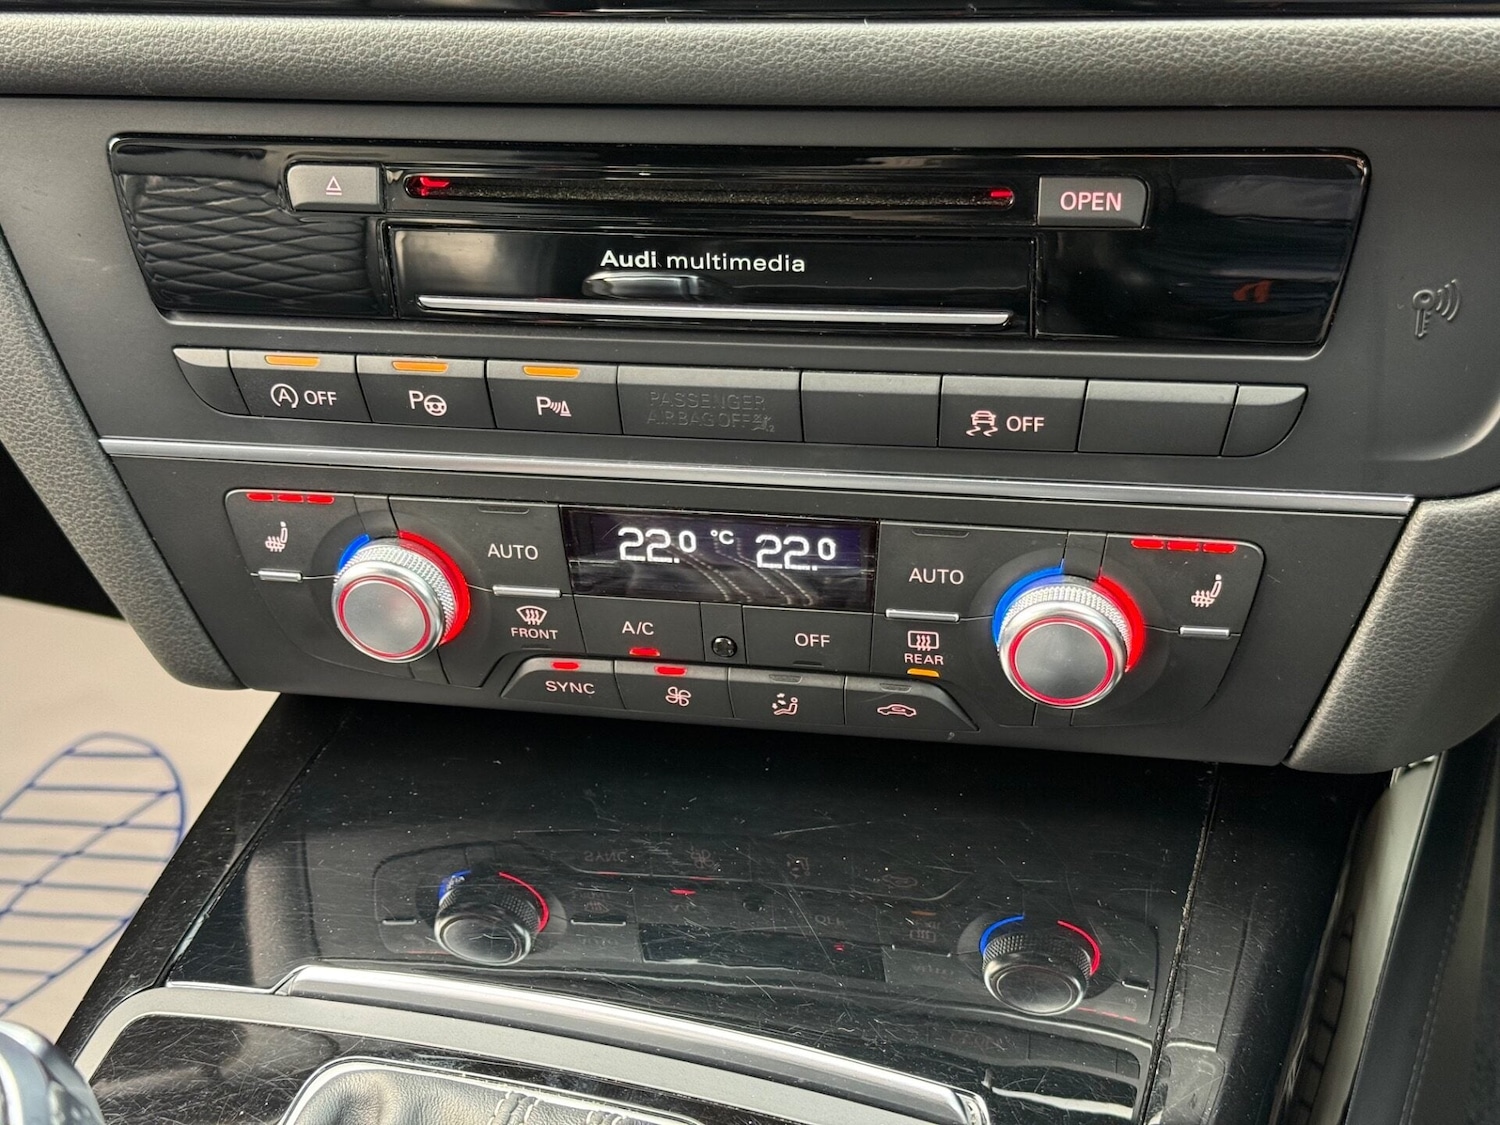 OPEN
Audi multimedia
A OFF
P
P
PASSENGER
AIRBAG OFF
OFF
AUTO
22.0 °C 22.0
AUTO
FRONT
A/C
OFF
REAR
SYNC